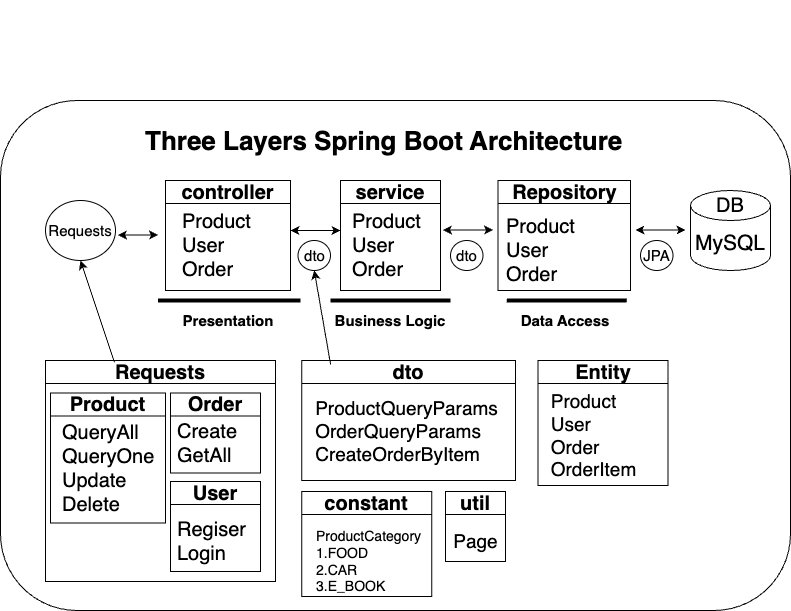 Three Layers Spring Boot Architecture
Requests
controller
Product
User
Order
dto
service
Product
User
Order
dto
Repository
Product
User
Order
JPA
DB
MySQL
Presentation
Business Logic
Data Access
Requests
Product
QueryAll
QueryOne
Update
Delete
Order
Create
GetAll
User
Regiser
Login
dto
ProductQueryParams
OrderQueryParams
CreateOrderByItem
Entity
Product
User
Order
OrderItem
constant
ProductCategory
1.FOOD
2.CAR
3.E_BOOK
util
Page